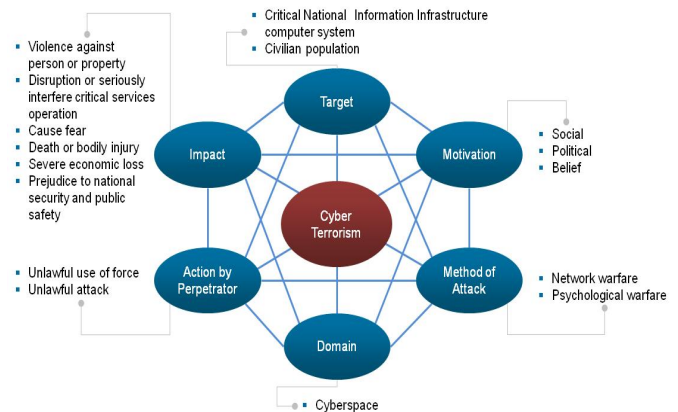 ▪ Critical National Information Infrastructure
computer system
▪ Civilian population
▪ Violence against
person or property
▪ Disruption or seriously
interfere critical services
operation
▪ Cause fear
▪ Death or bodily injury
▪ Severe economic loss
▪ Prejudice to national
security and public
safety
Target
Impact
Motivation
▪ Social
▪ Political
▪ Belief
Cyber
Terrorism
▪ Unlawful use of force
▪ Unlawful attack
Action by
Perpetrator
Method of
Attack
▪ Network warfare
▪ Psychological warfare
Domain
▪ Cyberspace